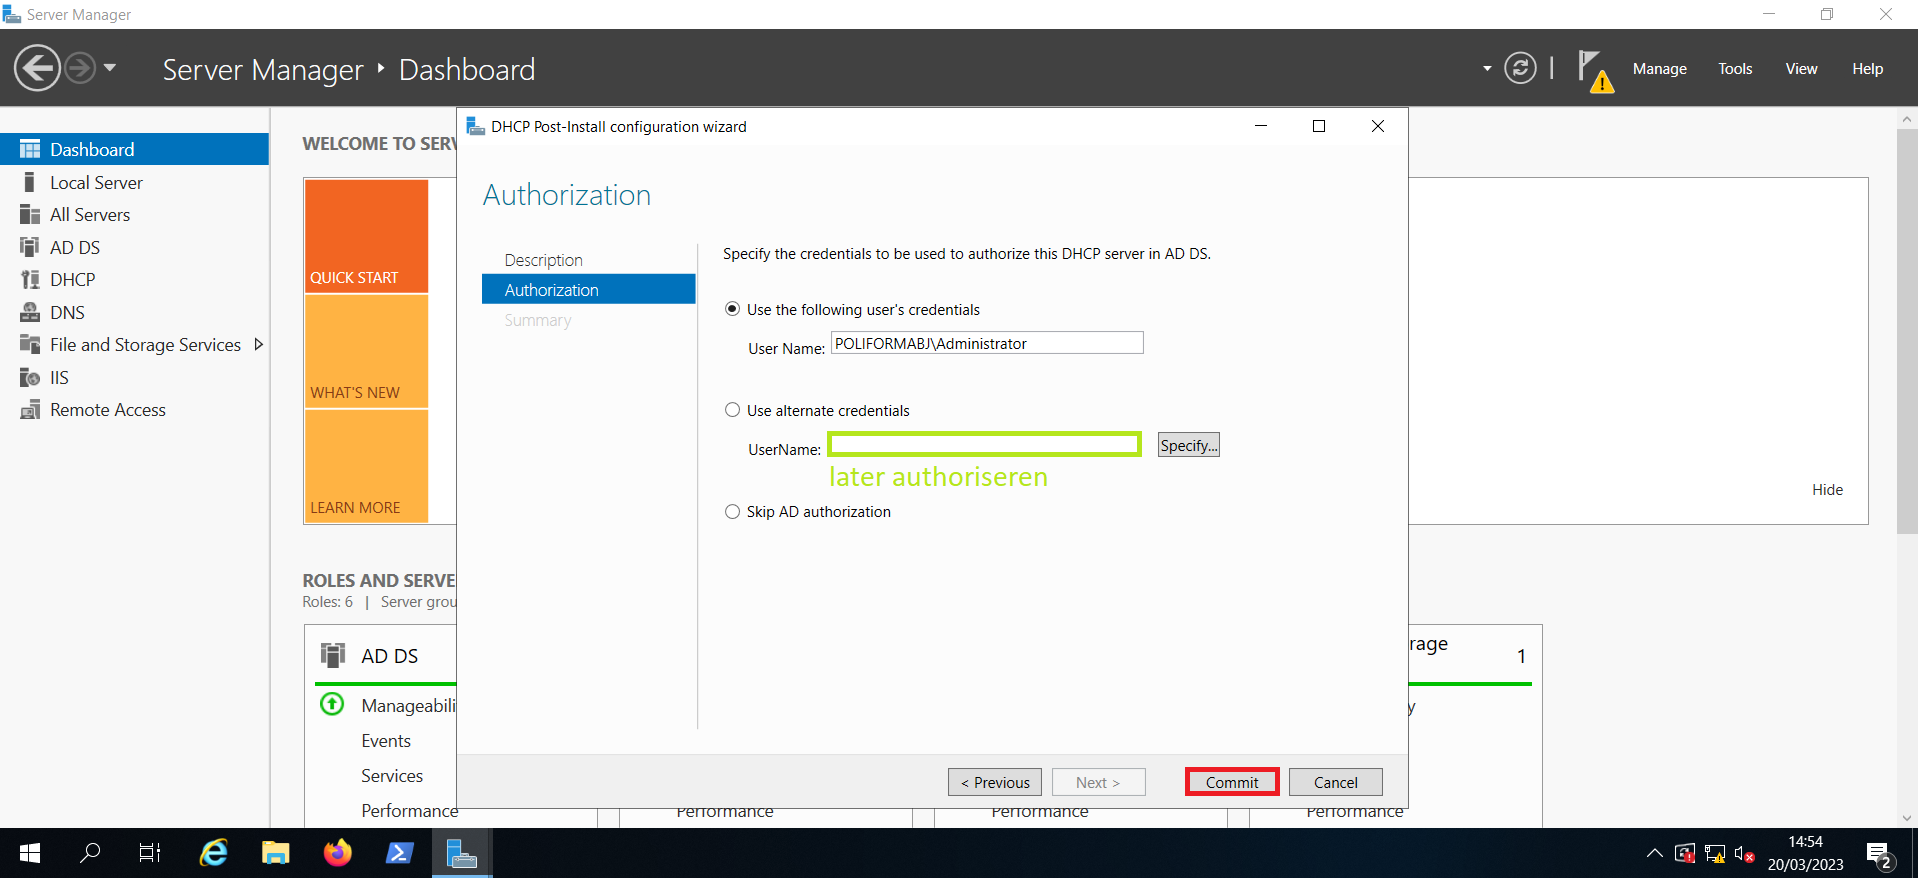 Server Manager
Server Manager ‣ Dashboard
Manage Tools View Help
Dashboard
Local Server
All Servers
AD DS
DHCP
DNS
File and Storage Services
IIS
Remote Access
WELCOME TO SERV
QUICK START
WHAT'S NEW
LEARN MORE
Hide
ROLES AND SERVE
Roles: 6 | Server grou
AD DS
Manageabili
Events
Services
Performance
Performance
Performance
Performance
rage
1
y
DHCP Post-Install configuration wizard
Authorization
Description
Authorization
Summary
Specify the credentials to be used to authorize this DHCP server in AD DS.
Use the following user's credentials
User Name: POLIFORMABJ\Administrator
Use alternate credentials
UserName: Specify...
later authoriseren
Skip AD authorization
< Previous Next > Commit Cancel
14:54
20/03/2023
2